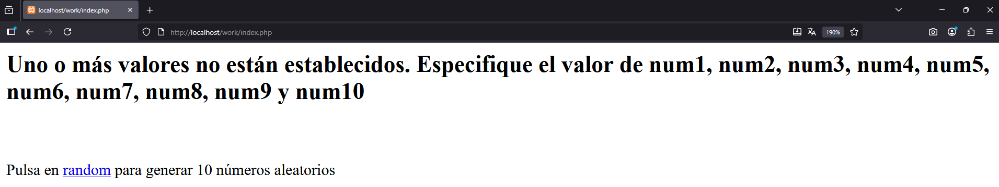 localhost/work/index.php
http://localhost/work/index.php
190%
Uno o más valores no están establecidos. Especifique el valor de num1, num2, num3, num4, num5,
num6, num7, num8, num9 y num10
Pulsa en random para generar 10 números aleatorios